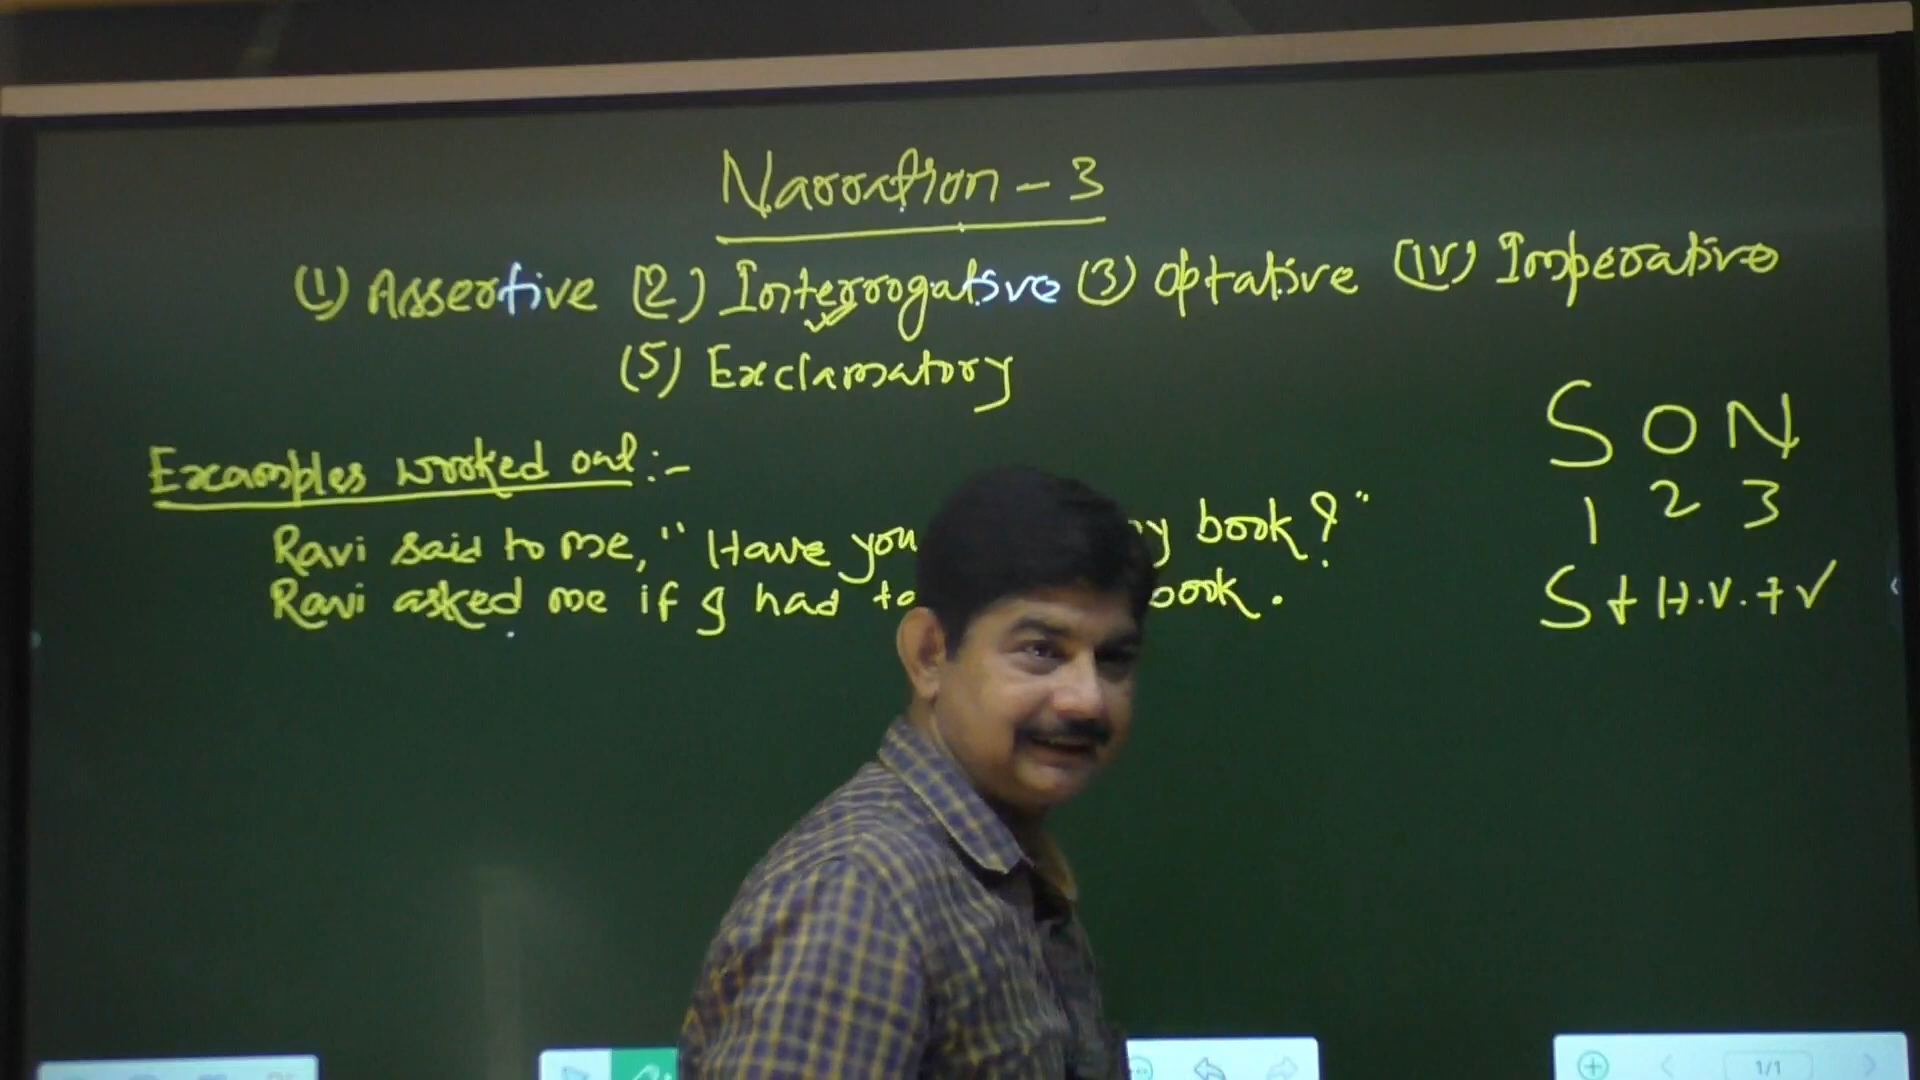 Narration - 3
(1) Assertive (2) Interrogative (3) Optative (IV) Imperative
(5) Exclamatory
Examples worked out:-
Ravi said to me, "Have you book?"
Ravi asked me if I had book.
S O N
1 2 3
S + H.V. + V
1/1